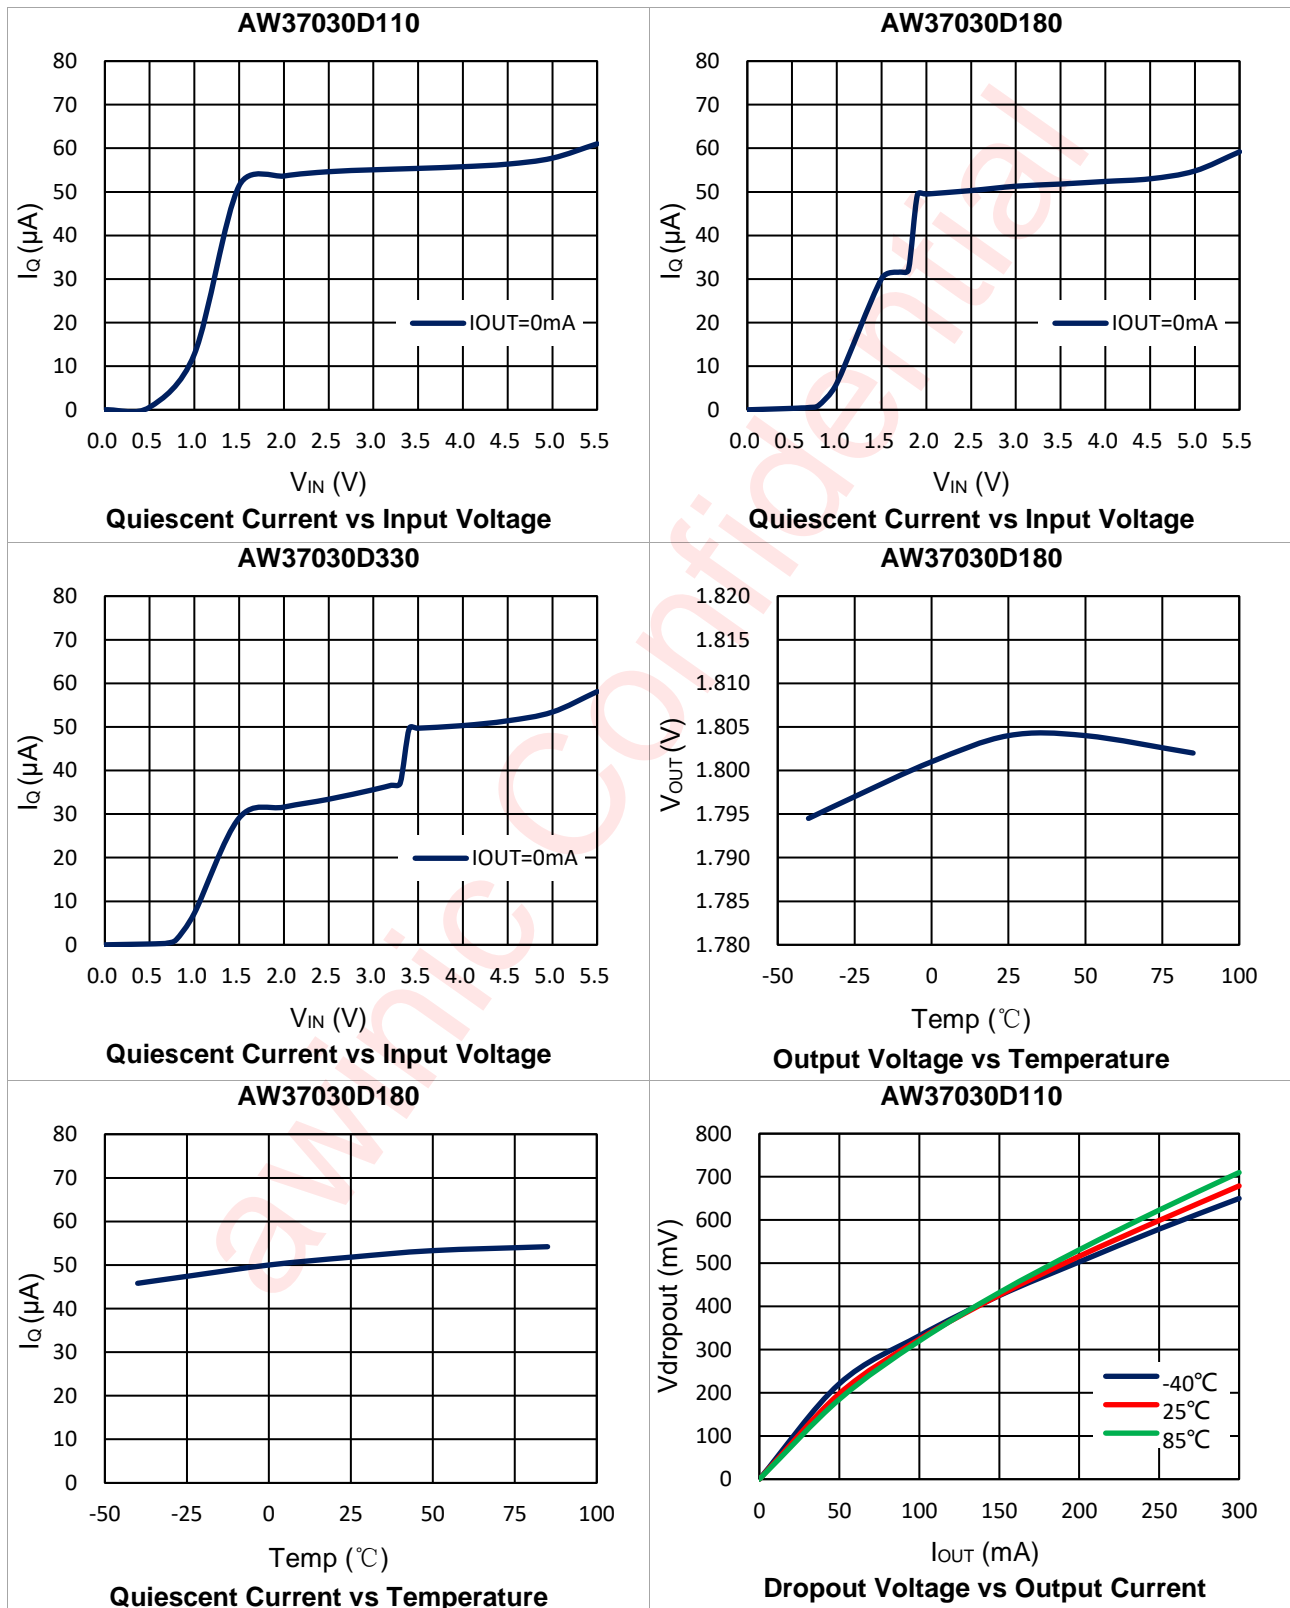 AW37030D110
80
70
60
50
40
30
20
10
0
IQ (µA)
IOUT=0mA
0.0 0.5 1.0 1.5 2.0 2.5 3.0 3.5 4.0 4.5 5.0 5.5
VIN (V)
Quiescent Current vs Input Voltage
AW37030D180
80
70
60
50
40
30
20
10
0
IQ (µA)
IOUT=0mA
0.0 0.5 1.0 1.5 2.0 2.5 3.0 3.5 4.0 4.5 5.0 5.5
VIN (V)
Quiescent Current vs Input Voltage
AW37030D330
80
70
60
50
40
30
20
10
0
IQ (µA)
IOUT=0mA
0.0 0.5 1.0 1.5 2.0 2.5 3.0 3.5 4.0 4.5 5.0 5.5
VIN (V)
Quiescent Current vs Input Voltage
AW37030D180
1.820
1.815
1.810
1.805
1.800
1.795
1.790
1.785
1.780
VOUT (V)
-50 -25 0 25 50 75 100
Temp (℃)
Output Voltage vs Temperature
AW37030D180
80
70
60
50
40
30
20
10
0
IQ (µA)
-50 -25 0 25 50 75 100
Temp (℃)
Quiescent Current vs Temperature
AW37030D110
800
700
600
500
400
300
200
100
0
Vdropout (mV)
-40℃
25℃
85℃
0 50 100 150 200 250 300
IOUT (mA)
Dropout Voltage vs Output Current
awinic Confidential